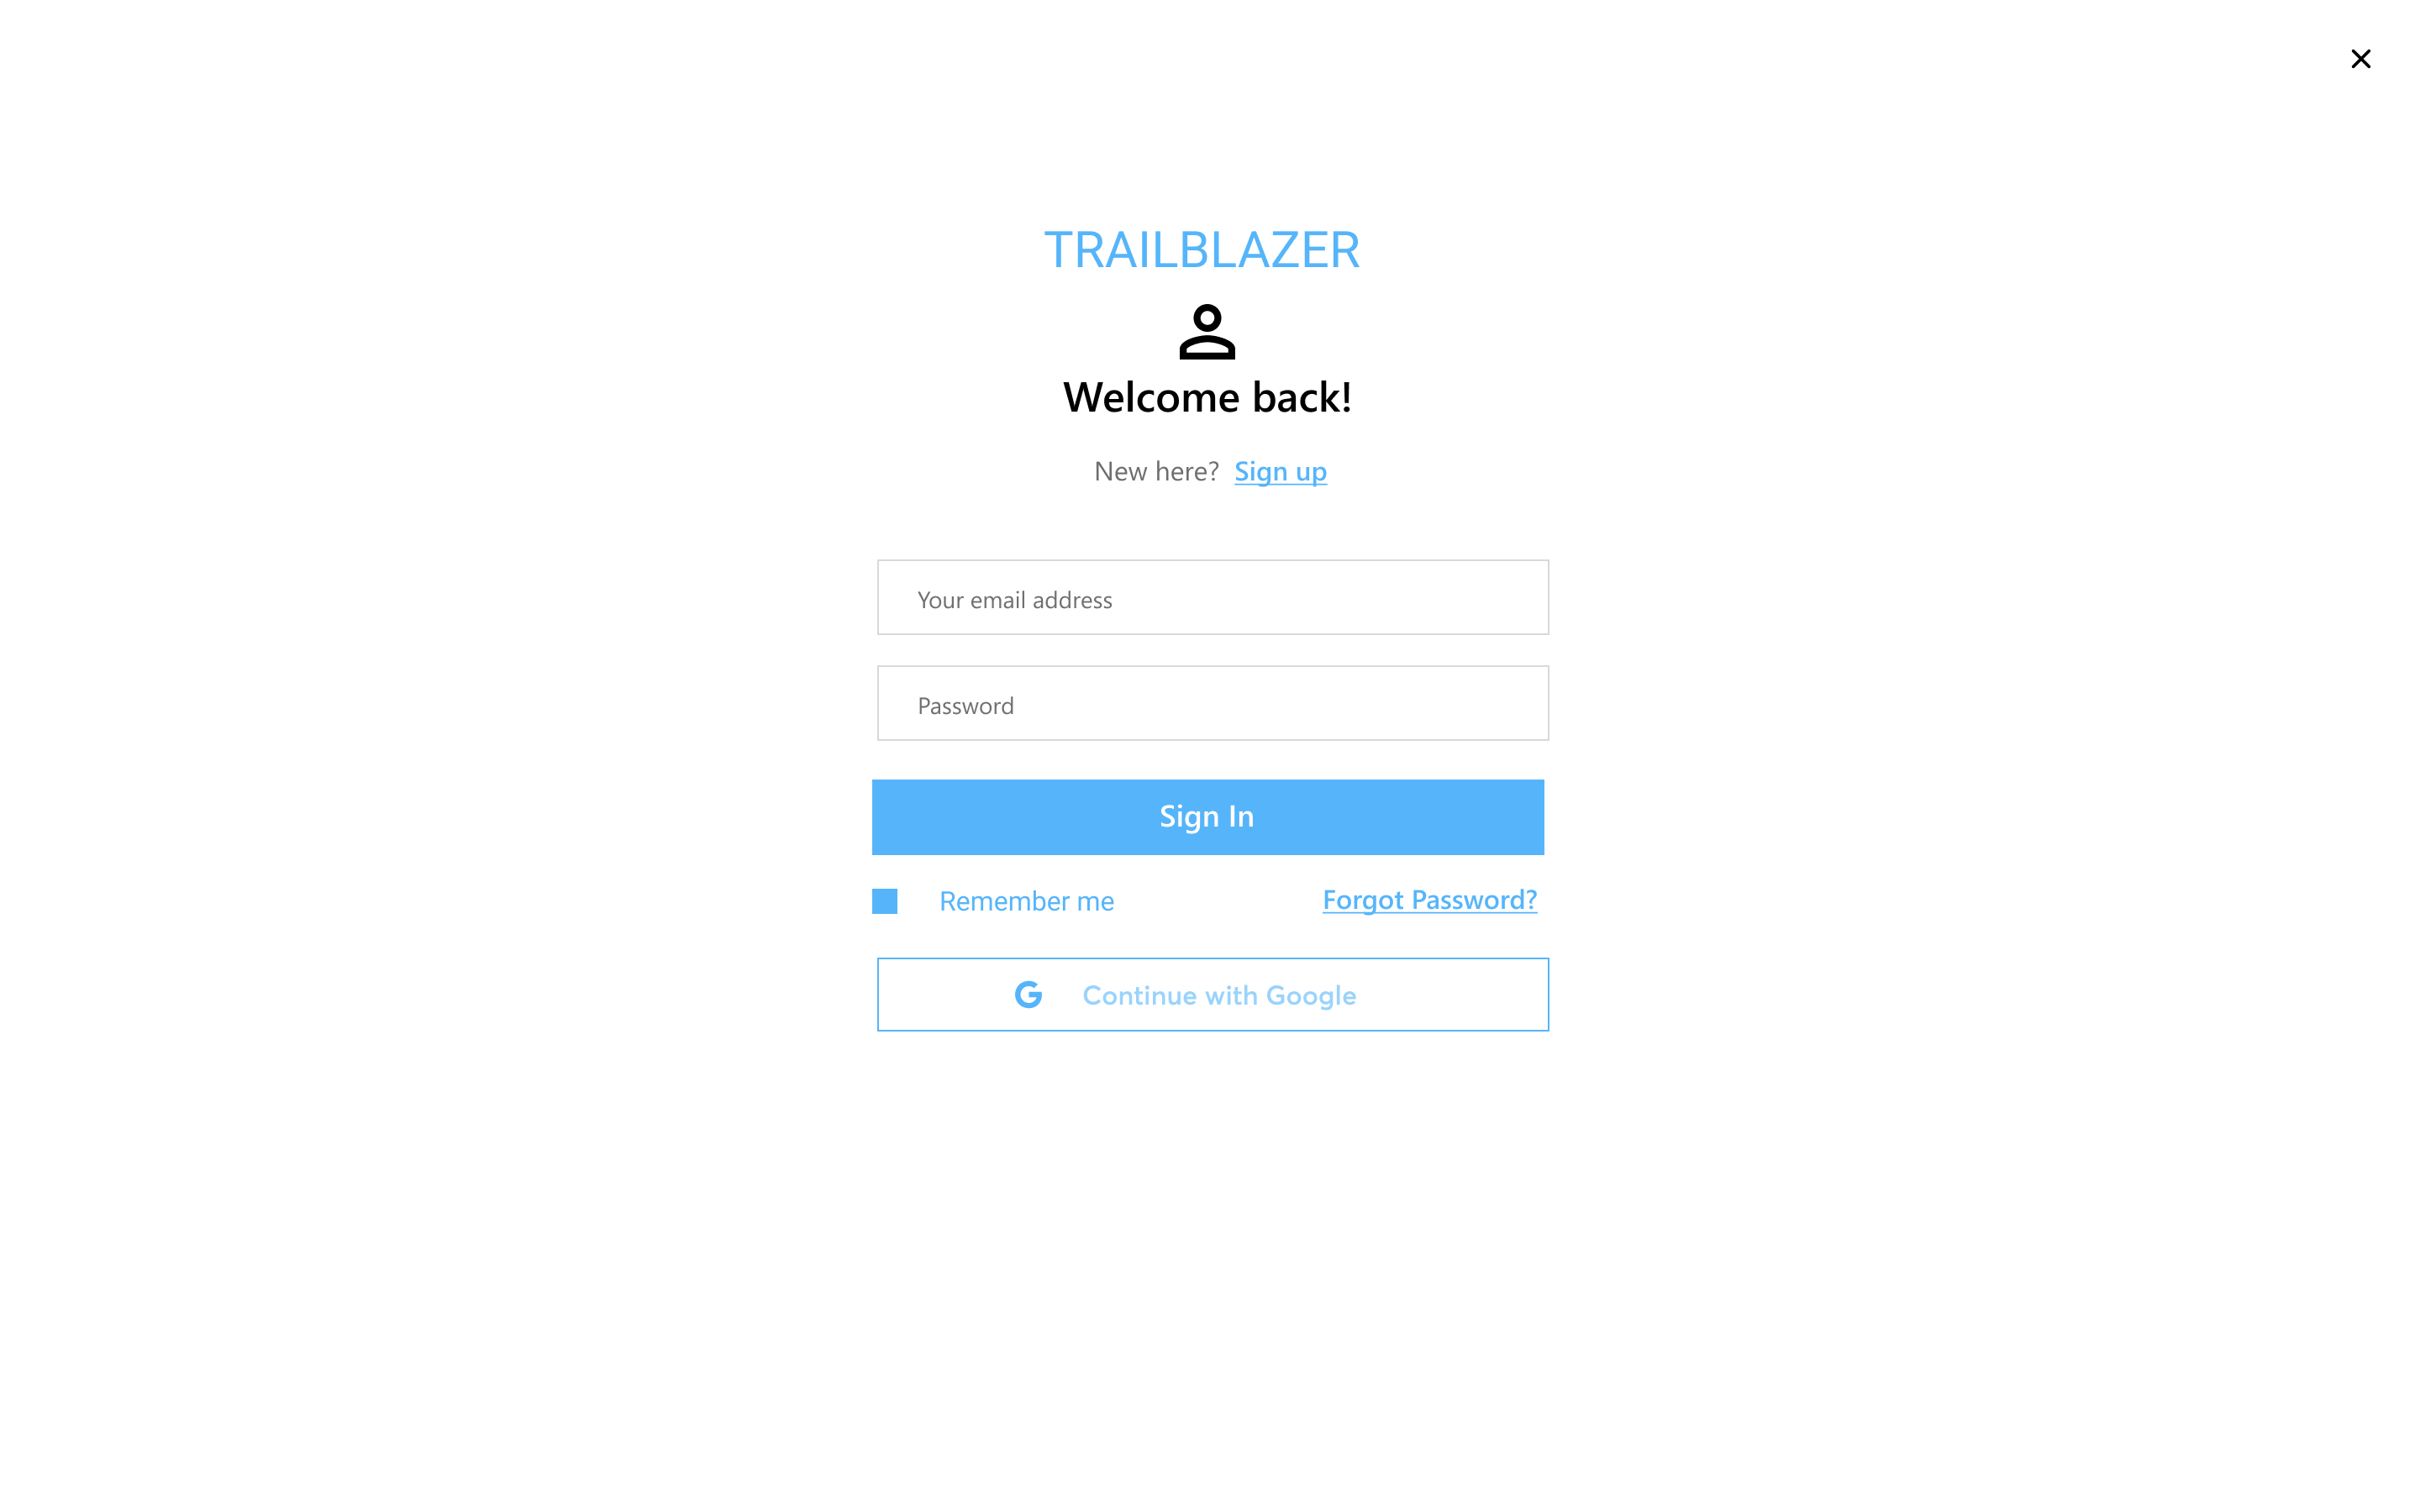 TRAILBLAZER
Welcome back!
New here? Sign up
Your email address
Password
Sign In
Remember me
Forgot Password?
Continue with Google